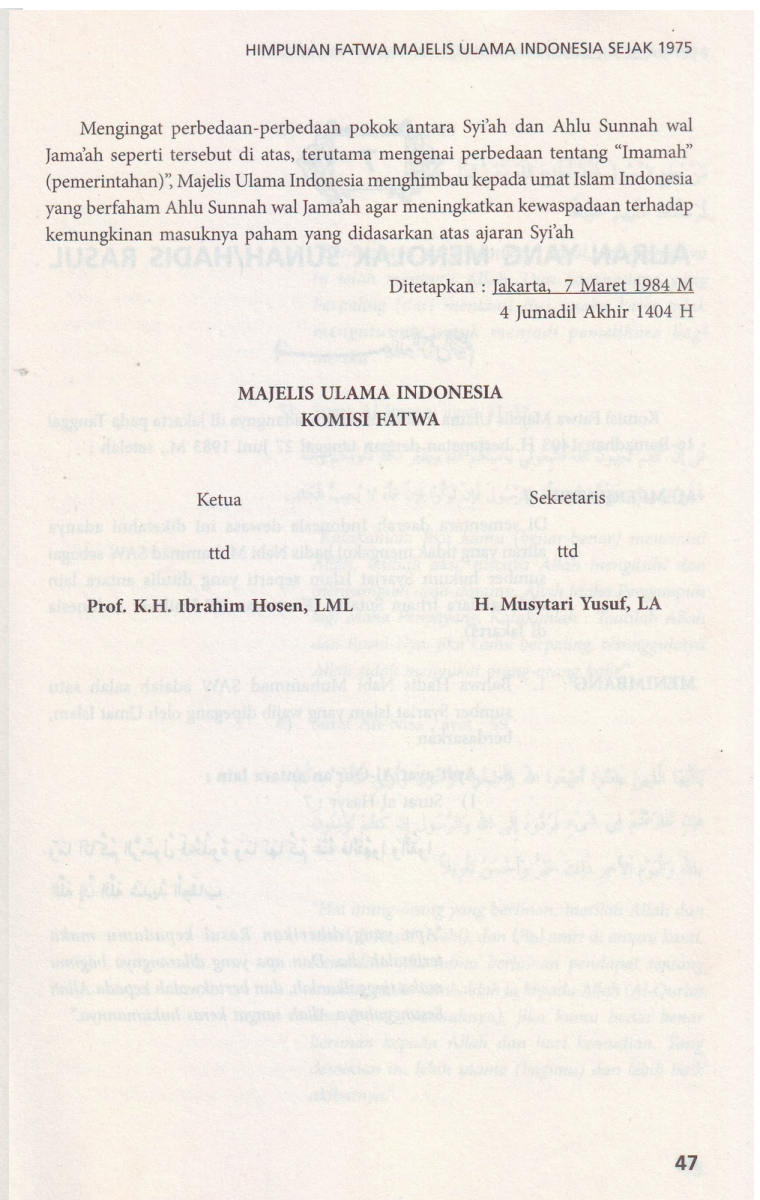 HIMPUNAN FATWA MAJELIS ULAMA INDONESIA SEJAK 1975
Mengingat perbedaan-perbedaan pokok antara Syi'ah dan Ahlu Sunnah wal
Jama'ah seperti tersebut di atas, terutama mengenai perbedaan tentang “Imamah”
(pemerintahan)”, Majelis Ulama Indonesia menghimbau kepada umat Islam Indonesia
yang berfaham Ahlu Sunnah wal Jama'ah agar meningkatkan kewaspadaan terhadap
kemungkinan masuknya paham yang didasarkan atas ajaran Syi'ah
Ditetapkan : Jakarta, 7 Maret 1984 M
4 Jumadil Akhir 1404 H
MAJELIS ULAMA INDONESIA
KOMISI FATWA
Ketua Sekretaris
ttd ttd
Prof. K.H. Ibrahim Hosen, LML H. Musytari Yusuf, LA
47